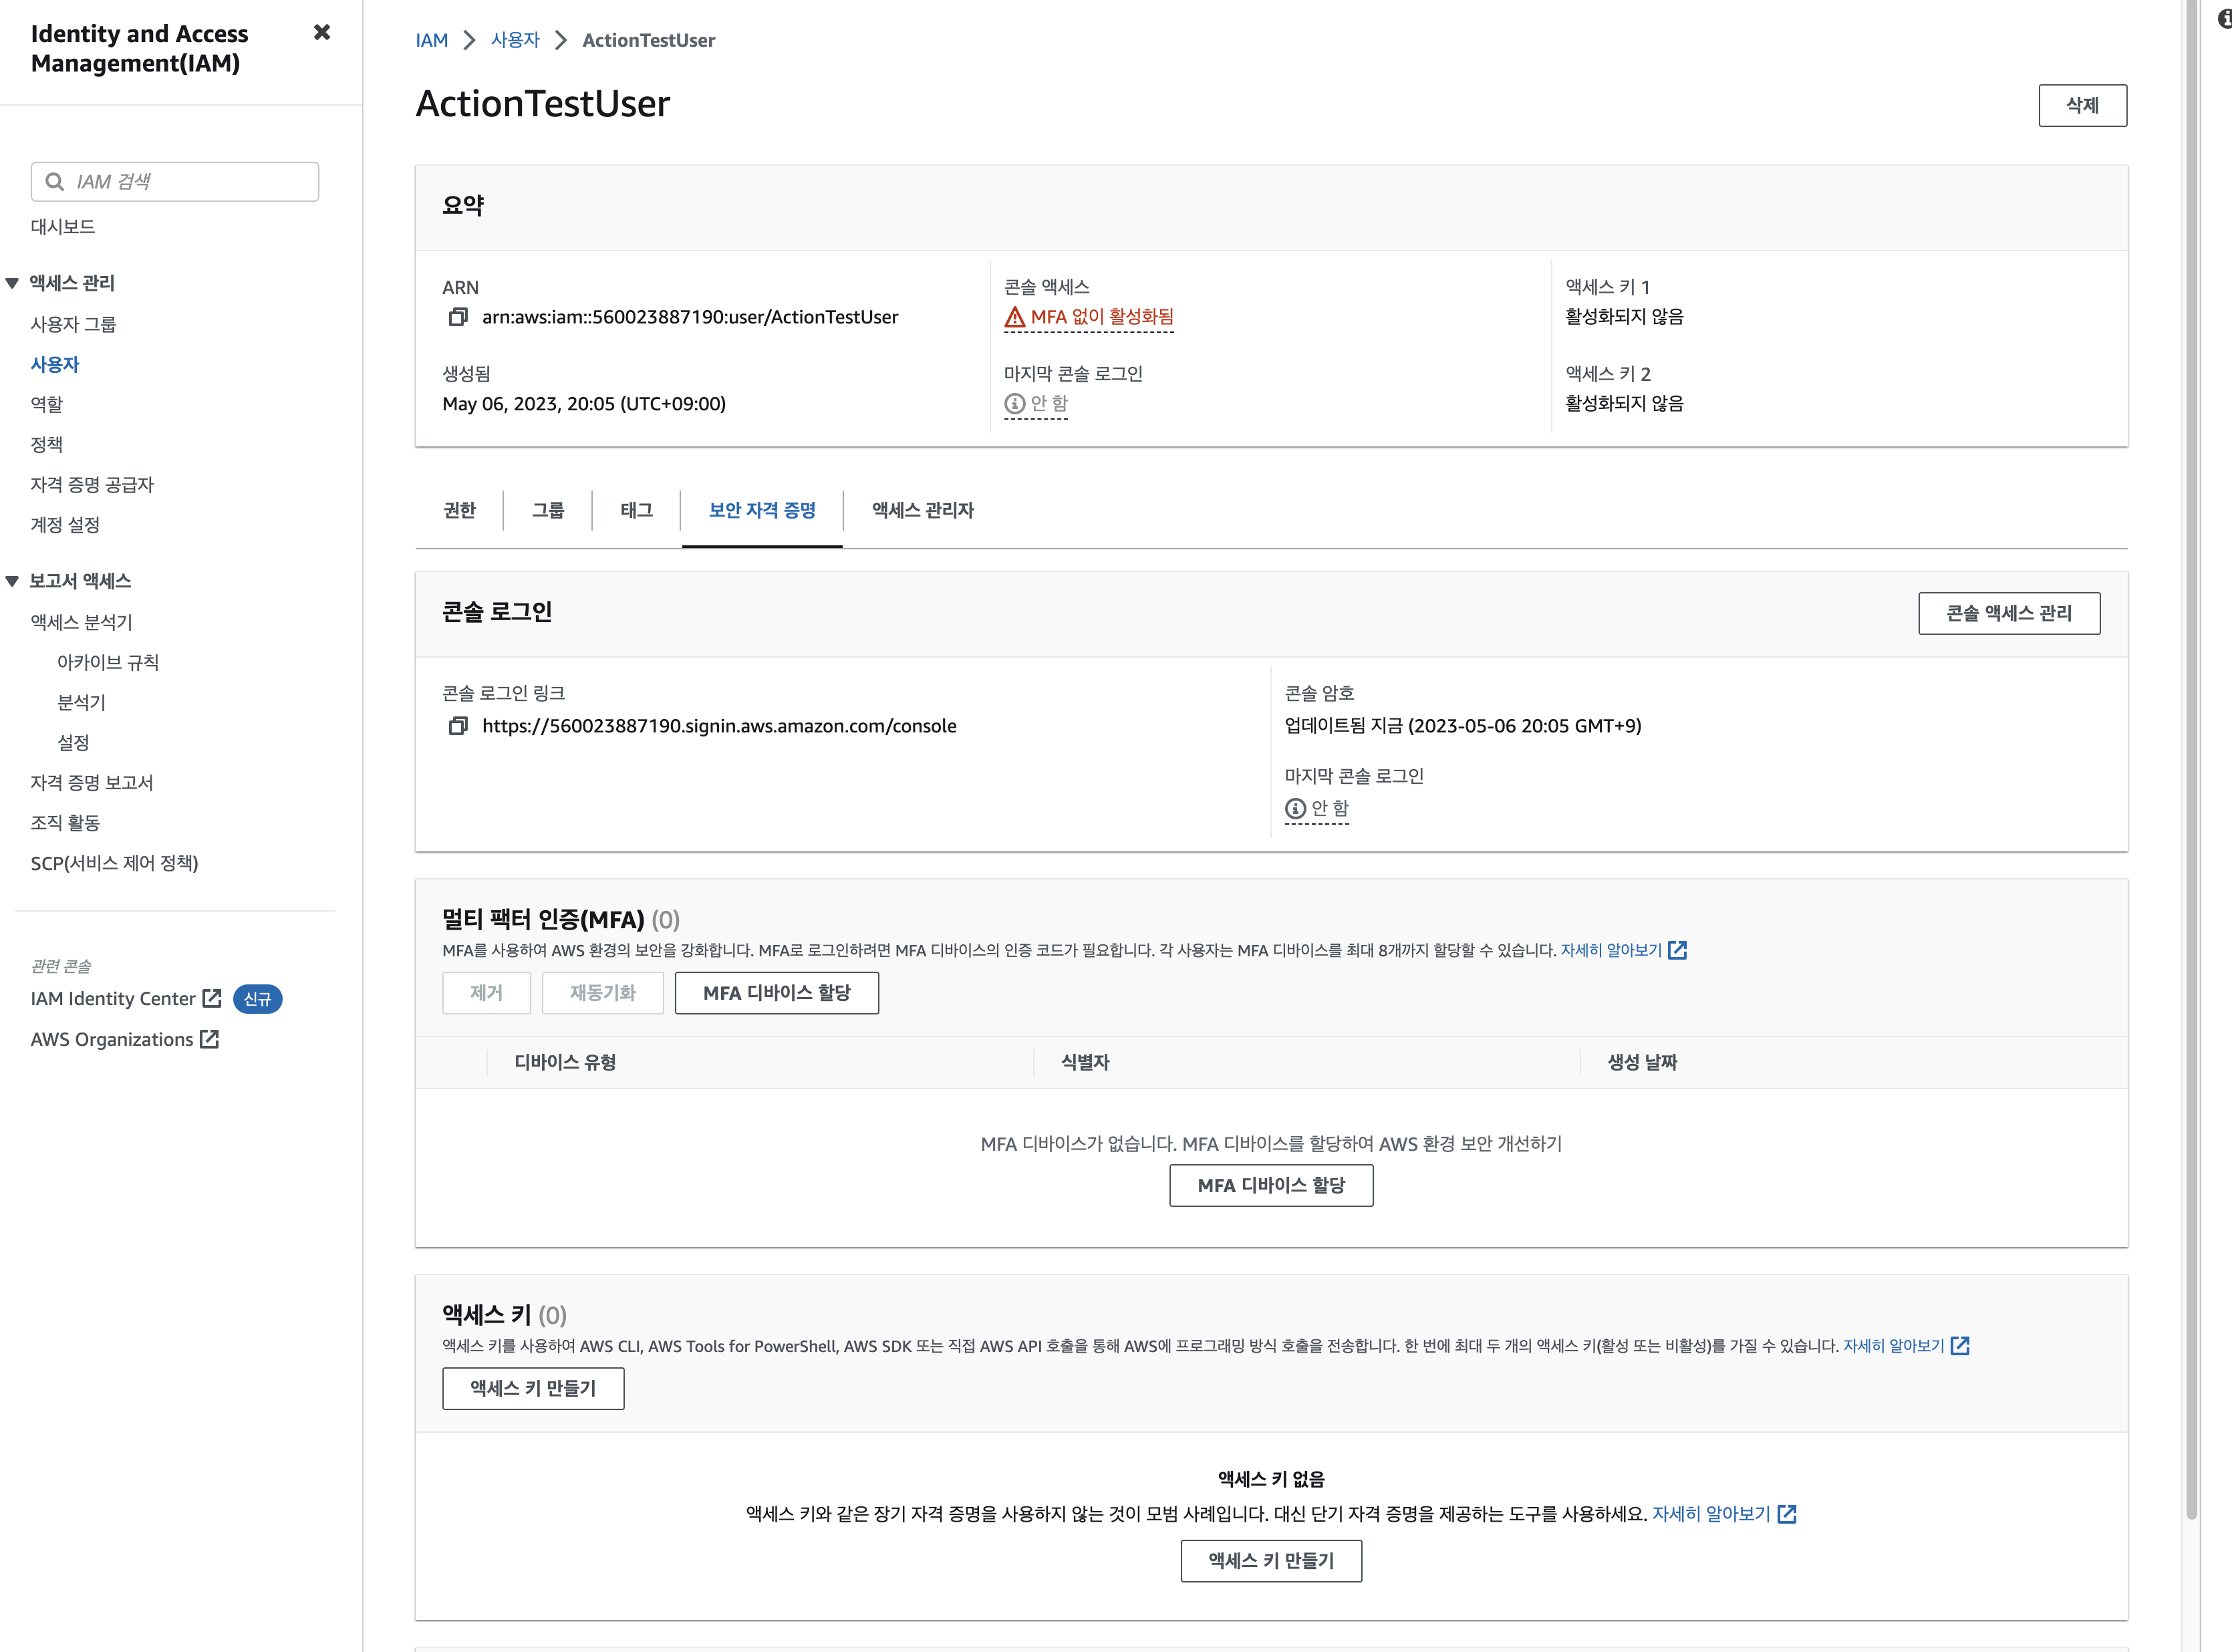 Identity and Access
Management(IAM)
IAM 검색
대시보드
액세스 관리
사용자 그룹
사용자
역할
정책
자격 증명 공급자
계정 설정
보고서 액세스
액세스 분석기
아카이브 규칙
분석기
설정
자격 증명 보고서
조직 활동
SCP(서비스 제어 정책)
관련 콘솔
IAM Identity Center 신규
AWS Organizations
IAM 사용자 ActionTestUser
ActionTestUser
삭제
요약
ARN
arn:aws:iam::560023887190:user/ActionTestUser
생성됨
May 06, 2023, 20:05 (UTC+09:00)
콘솔 액세스
MFA 없이 활성화됨
마지막 콘솔 로그인
안 함
액세스 키 1
활성화되지 않음
액세스 키 2
활성화되지 않음
권한 그룹 태그 보안 자격 증명 액세스 관리자
콘솔 로그인
콘솔 액세스 관리
콘솔 로그인 링크
https://560023887190.signin.aws.amazon.com/console
콘솔 암호
업데이트됨 지금 (2023-05-06 20:05 GMT+9)
마지막 콘솔 로그인
안 함
멀티 팩터 인증(MFA) (0)
MFA를 사용하여 AWS 환경의 보안을 강화합니다. MFA로 로그인하려면 MFA 디바이스의 인증 코드가 필요합니다. 각 사용자는 MFA 디바이스를 최대 8개까지 할당할 수 있습니다. 자세히 알아보기
제거 재동기화 MFA 디바이스 할당
디바이스 유형 식별자 생성 날짜
MFA 디바이스가 없습니다. MFA 디바이스를 할당하여 AWS 환경 보안 개선하기
MFA 디바이스 할당
액세스 키 (0)
액세스 키를 사용하여 AWS CLI, AWS Tools for PowerShell, AWS SDK 또는 직접 AWS API 호출을 통해 AWS에 프로그래밍 방식 호출을 전송합니다. 한 번에 최대 두 개의 액세스 키(활성 또는 비활성)를 가질 수 있습니다. 자세히 알아보기
액세스 키 만들기
액세스 키 없음
액세스 키와 같은 장기 자격 증명을 사용하지 않는 것이 모범 사례입니다. 대신 단기 자격 증명을 제공하는 도구를 사용하세요. 자세히 알아보기
액세스 키 만들기